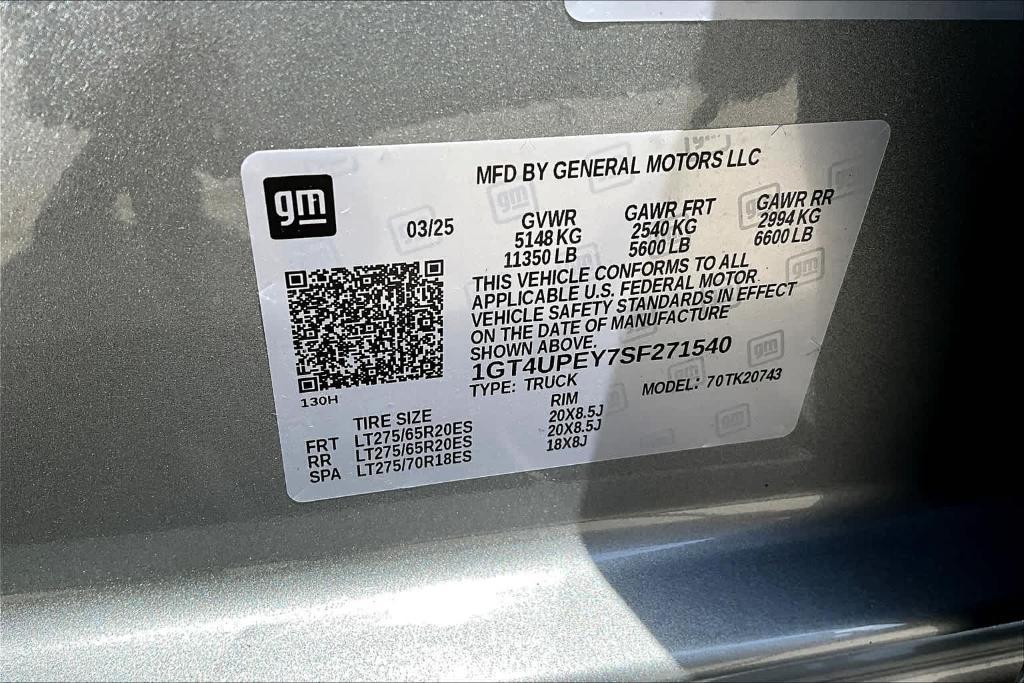 gm
MFD BY GENERAL MOTORS LLC
03/25
GVWR GAWR FRT GAWR RR
5148 KG 2540 KG 2994 KG
11350 LB 5600 LB 6600 LB
THIS VEHICLE CONFORMS TO ALL
APPLICABLE U.S. FEDERAL MOTOR
VEHICLE SAFETY STANDARDS IN EFFECT
ON THE DATE OF MANUFACTURE
SHOWN ABOVE.
1GT4UPEY7SF271540
TYPE: TRUCK MODEL: 70TK20743
130H
TIRE SIZE RIM
FRT LT275/65R20ES 20X8.5J
RR LT275/65R20ES 20X8.5J
SPA LT275/70R18ES 18X8J